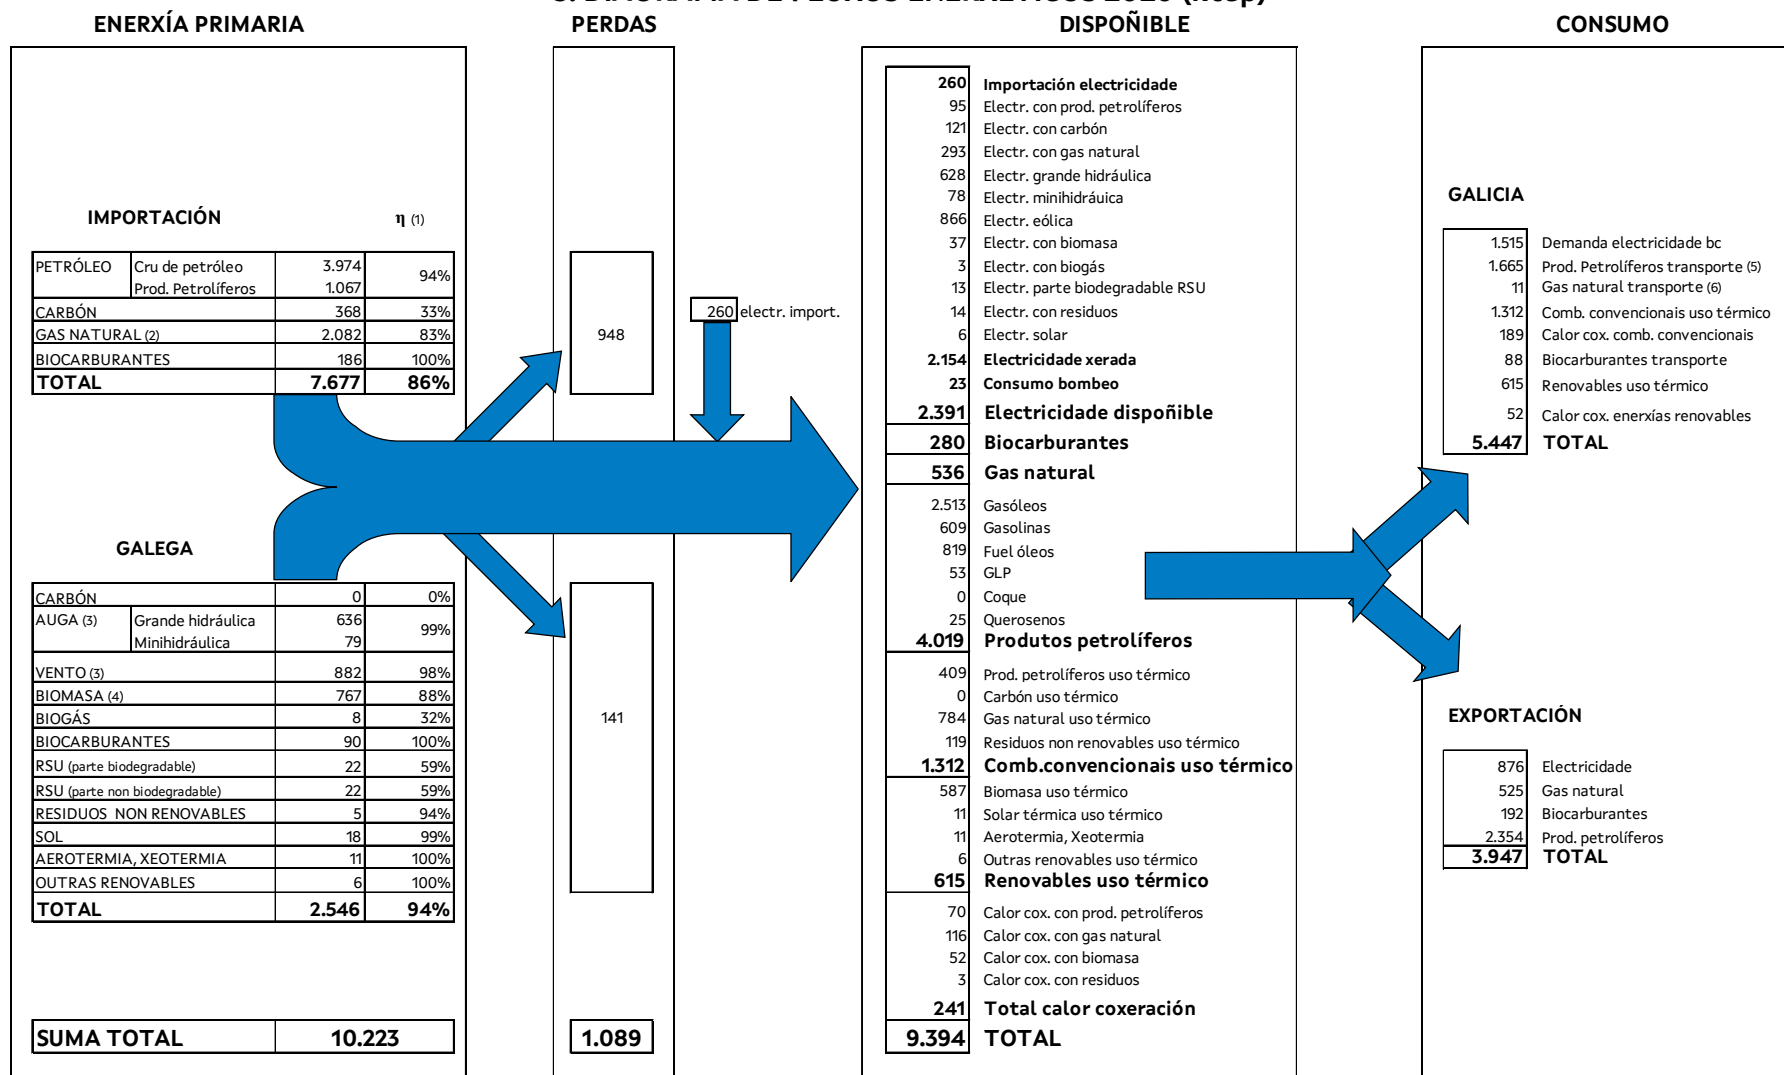 ENERXÍA PRIMARIA
IMPORTACIÓN η (1)
PETRÓLEO Cru de petróleo 3.974 94%
Prod. Petrolíferos 1.067
CARBÓN 368 33%
GAS NATURAL (2) 2.082 83%
BIOCARBURANTES 186 100%
TOTAL 7.677 86%
GALEGA
CARBÓN 0 0%
AUGA (3) Grande hidráulica 636 99%
Minihidráulica 79
VENTO (3) 882 98%
BIOMASA (4) 767 88%
BIOGÁS 8 32%
BIOCARBURANTES 90 100%
RSU (parte biodegradable) 22 59%
RSU (parte non biodegradable) 22 59%
RESIDUOS NON RENOVABLES 5 94%
SOL 18 99%
AEROTERMIA, XEOTERMIA 11 100%
OUTRAS RENOVABLES 6 100%
TOTAL 2.546 94%
SUMA TOTAL 10.223
PERDAS
948
141
1.089
260 electr. import.
DISPOÑIBLE
260 Importación electricidade
95 Electr. con prod. petrolíferos
121 Electr. con carbón
293 Electr. con gas natural
628 Electr. grande hidráulica
78 Electr. minihidráuica
866 Electr. eólica
37 Electr. con biomasa
3 Electr. con biogás
13 Electr. parte biodegradable RSU
14 Electr. con residuos
6 Electr. solar
2.154 Electricidade xerada
23 Consumo bombeo
2.391 Electricidade dispoñible
280 Biocarburantes
536 Gas natural
2.513 Gasóleos
609 Gasolinas
819 Fuel óleos
53 GLP
0 Coque
25 Querosenos
4.019 Produtos petrolíferos
409 Prod. petrolíferos uso térmico
0 Carbón uso térmico
784 Gas natural uso térmico
119 Residuos non renovables uso térmico
1.312 Comb.convencionais uso térmico
587 Biomasa uso térmico
11 Solar térmica uso térmico
11 Aerotermia, Xeotermia
6 Outras renovables uso térmico
615 Renovables uso térmico
70 Calor cox. con prod. petrolíferos
116 Calor cox. con gas natural
52 Calor cox. con biomasa
3 Calor cox. con residuos
241 Total calor coxeración
9.394 TOTAL
CONSUMO
GALICIA
1.515 Demanda electricidade bc
1.665 Prod. Petrolíferos transporte (5)
11 Gas natural transporte (6)
1.312 Comb. convencionais uso térmico
189 Calor cox. comb. convencionais
88 Biocarburantes transporte
615 Renovables uso térmico
52 Calor cox. enerxías renovables
5.447 TOTAL
EXPORTACIÓN
876 Electricidade
525 Gas natural
192 Biocarburantes
2.354 Prod. petrolíferos
3.947 TOTAL